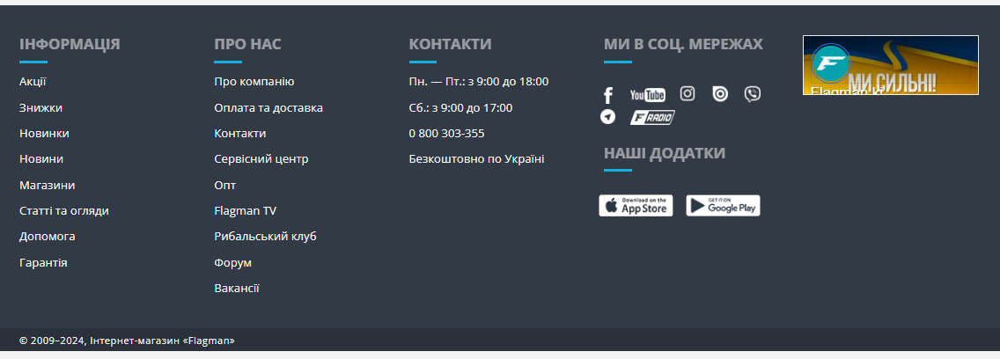 ІНФОРМАЦІЯ
Акції
Знижки
Новинки
Новини
Магазини
Статті та огляди
Допомога
Гарантія
ПРО НАС
Про компанію
Оплата та доставка
Контакти
Сервісний центр
Опт
Flagman TV
Рибальський клуб
Форум
Вакансії
КОНТАКТИ
Пн. — Пт.: з 9:00 до 18:00
Сб.: з 9:00 до 17:00
0 800 303-355
Безкоштовно по Україні
МИ В СОЦ. МЕРЕЖАХ
YouTube
F RADIO
НАШІ ДОДАТКИ
Download on the
App Store
GET IT ON
Google Play
МИ СИЛЬНІ!
Flagman.kr
© 2009–2024, Інтернет-магазин «Flagman»